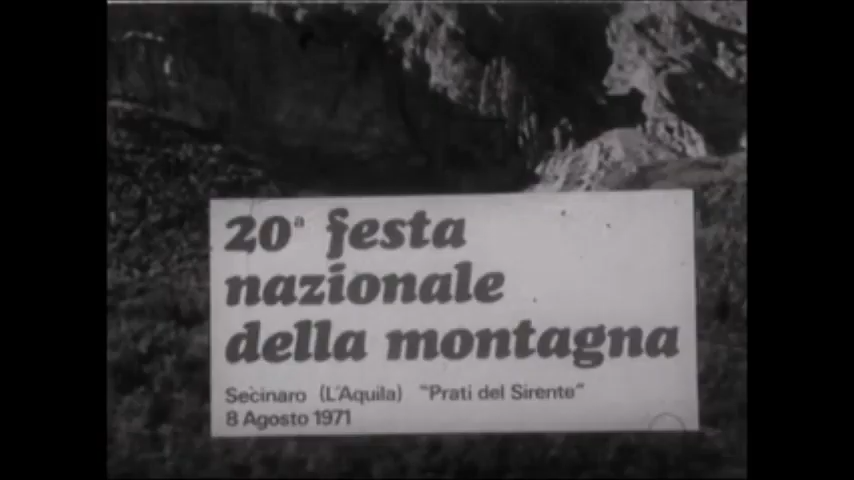 20ª festa
nazionale
della montagna
Secinaro (L'Aquila) "Prati del Sirente"
8 Agosto 1971